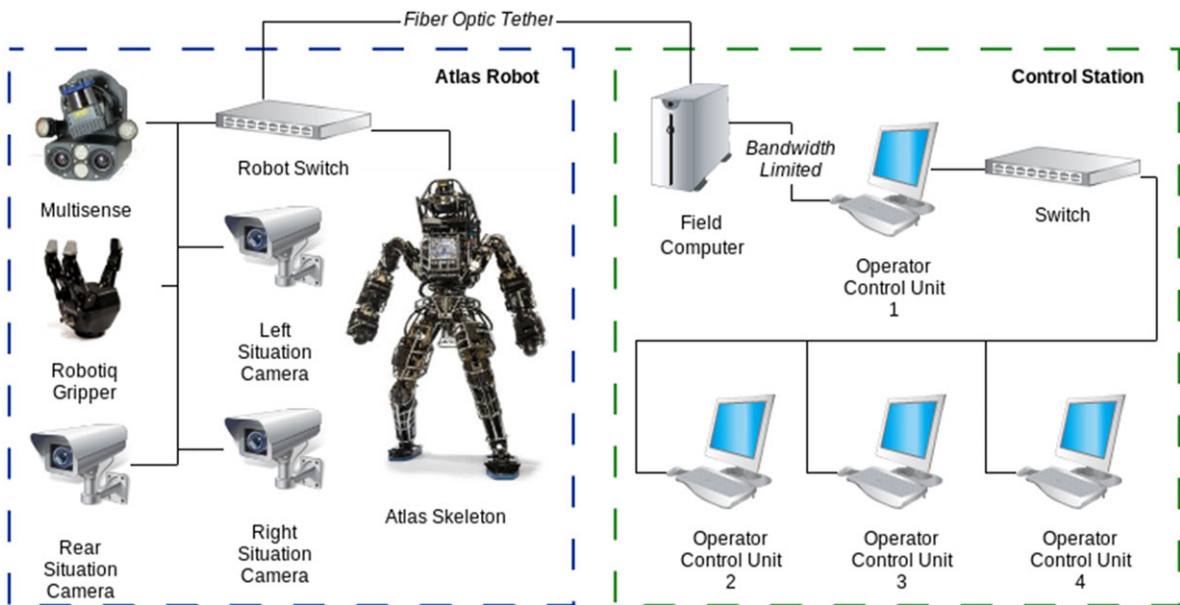 Fiber Optic Tether
Atlas Robot
Multisense
Robot Switch
Robotiq
Gripper
Left
Situation
Camera
Rear
Situation
Camera
Right
Situation
Camera
Atlas Skeleton
Control Station
Bandwidth
Limited
Field
Computer
Operator
Control Unit
1
Switch
Operator
Control Unit
2
Operator
Control Unit
3
Operator
Control Unit
4